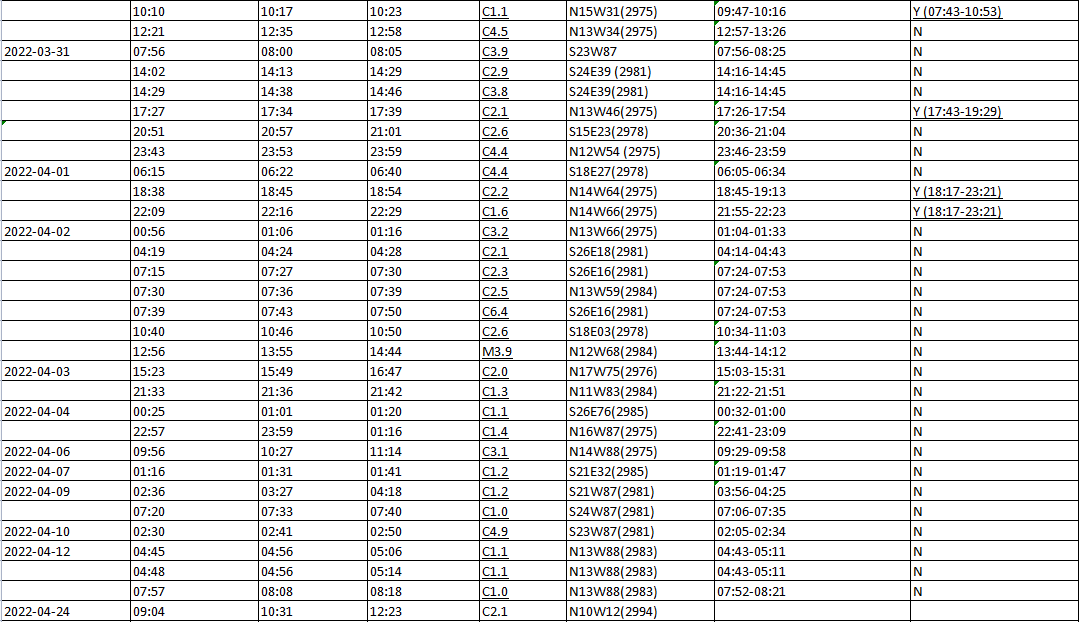 10:10 10:17 10:23 C1.1 N15W31(2975) 09:47-10:16 Y (07:43-10:53)
12:21 12:35 12:58 C4.5 N13W34(2975) 12:57-13:26 N
2022-03-31 07:56 08:00 08:05 C3.9 S23W87 07:56-08:25 N
14:02 14:13 14:29 C2.9 S24E39 (2981) 14:16-14:45 N
14:29 14:38 14:46 C3.8 S24E39(2981) 14:16-14:45 N
17:27 17:34 17:39 C2.1 N13W46(2975) 17:26-17:54 Y (17:43-19:29)
20:51 20:57 21:01 C2.6 S15E23(2978) 20:36-21:04 N
23:43 23:53 23:59 C4.4 N12W54 (2975) 23:46-23:59 N
2022-04-01 06:15 06:22 06:40 C4.4 S18E27(2978) 06:05-06:34 N
18:38 18:45 18:54 C2.2 N14W64(2975) 18:45-19:13 Y (18:17-23:21)
22:09 22:16 22:29 C1.6 N14W66(2975) 21:55-22:23 Y (18:17-23:21)
2022-04-02 00:56 01:06 01:16 C3.2 N13W66(2975) 01:04-01:33 N
04:19 04:24 04:28 C2.1 S26E18(2981) 04:14-04:43 N
07:15 07:27 07:30 C2.3 S26E16(2981) 07:24-07:53 N
07:30 07:36 07:39 C2.5 N13W59(2984) 07:24-07:53 N
07:39 07:43 07:50 C6.4 S26E16(2981) 07:24-07:53 N
10:40 10:46 10:50 C2.6 S18E03(2978) 10:34-11:03 N
12:56 13:55 14:44 M3.9 N12W68(2984) 13:44-14:12 N
2022-04-03 15:23 15:49 16:47 C2.0 N17W75(2976) 15:03-15:31 N
21:33 21:36 21:42 C1.3 N11W83(2984) 21:22-21:51 N
2022-04-04 00:25 01:01 01:20 C1.1 S26E76(2985) 00:32-01:00 N
22:57 23:59 01:16 C1.4 N16W87(2975) 22:41-23:09 N
2022-04-06 09:56 10:27 11:14 C3.1 N14W88(2975) 09:29-09:58 N
2022-04-07 01:16 01:31 01:41 C1.2 S21E32(2985) 01:19-01:47 N
2022-04-09 02:36 03:27 04:18 C1.2 S21W87(2981) 03:56-04:25 N
07:20 07:33 07:40 C1.0 S24W87(2981) 07:06-07:35 N
2022-04-10 02:30 02:41 02:50 C4.9 S23W87(2981) 02:05-02:34 N
2022-04-12 04:45 04:56 05:06 C1.1 N13W88(2983) 04:43-05:11 N
04:48 04:56 05:14 C1.1 N13W88(2983) 04:43-05:11 N
07:57 08:08 08:18 C1.0 N13W88(2983) 07:52-08:21 N
2022-04-24 09:04 10:31 12:23 C2.1 N10W12(2994)